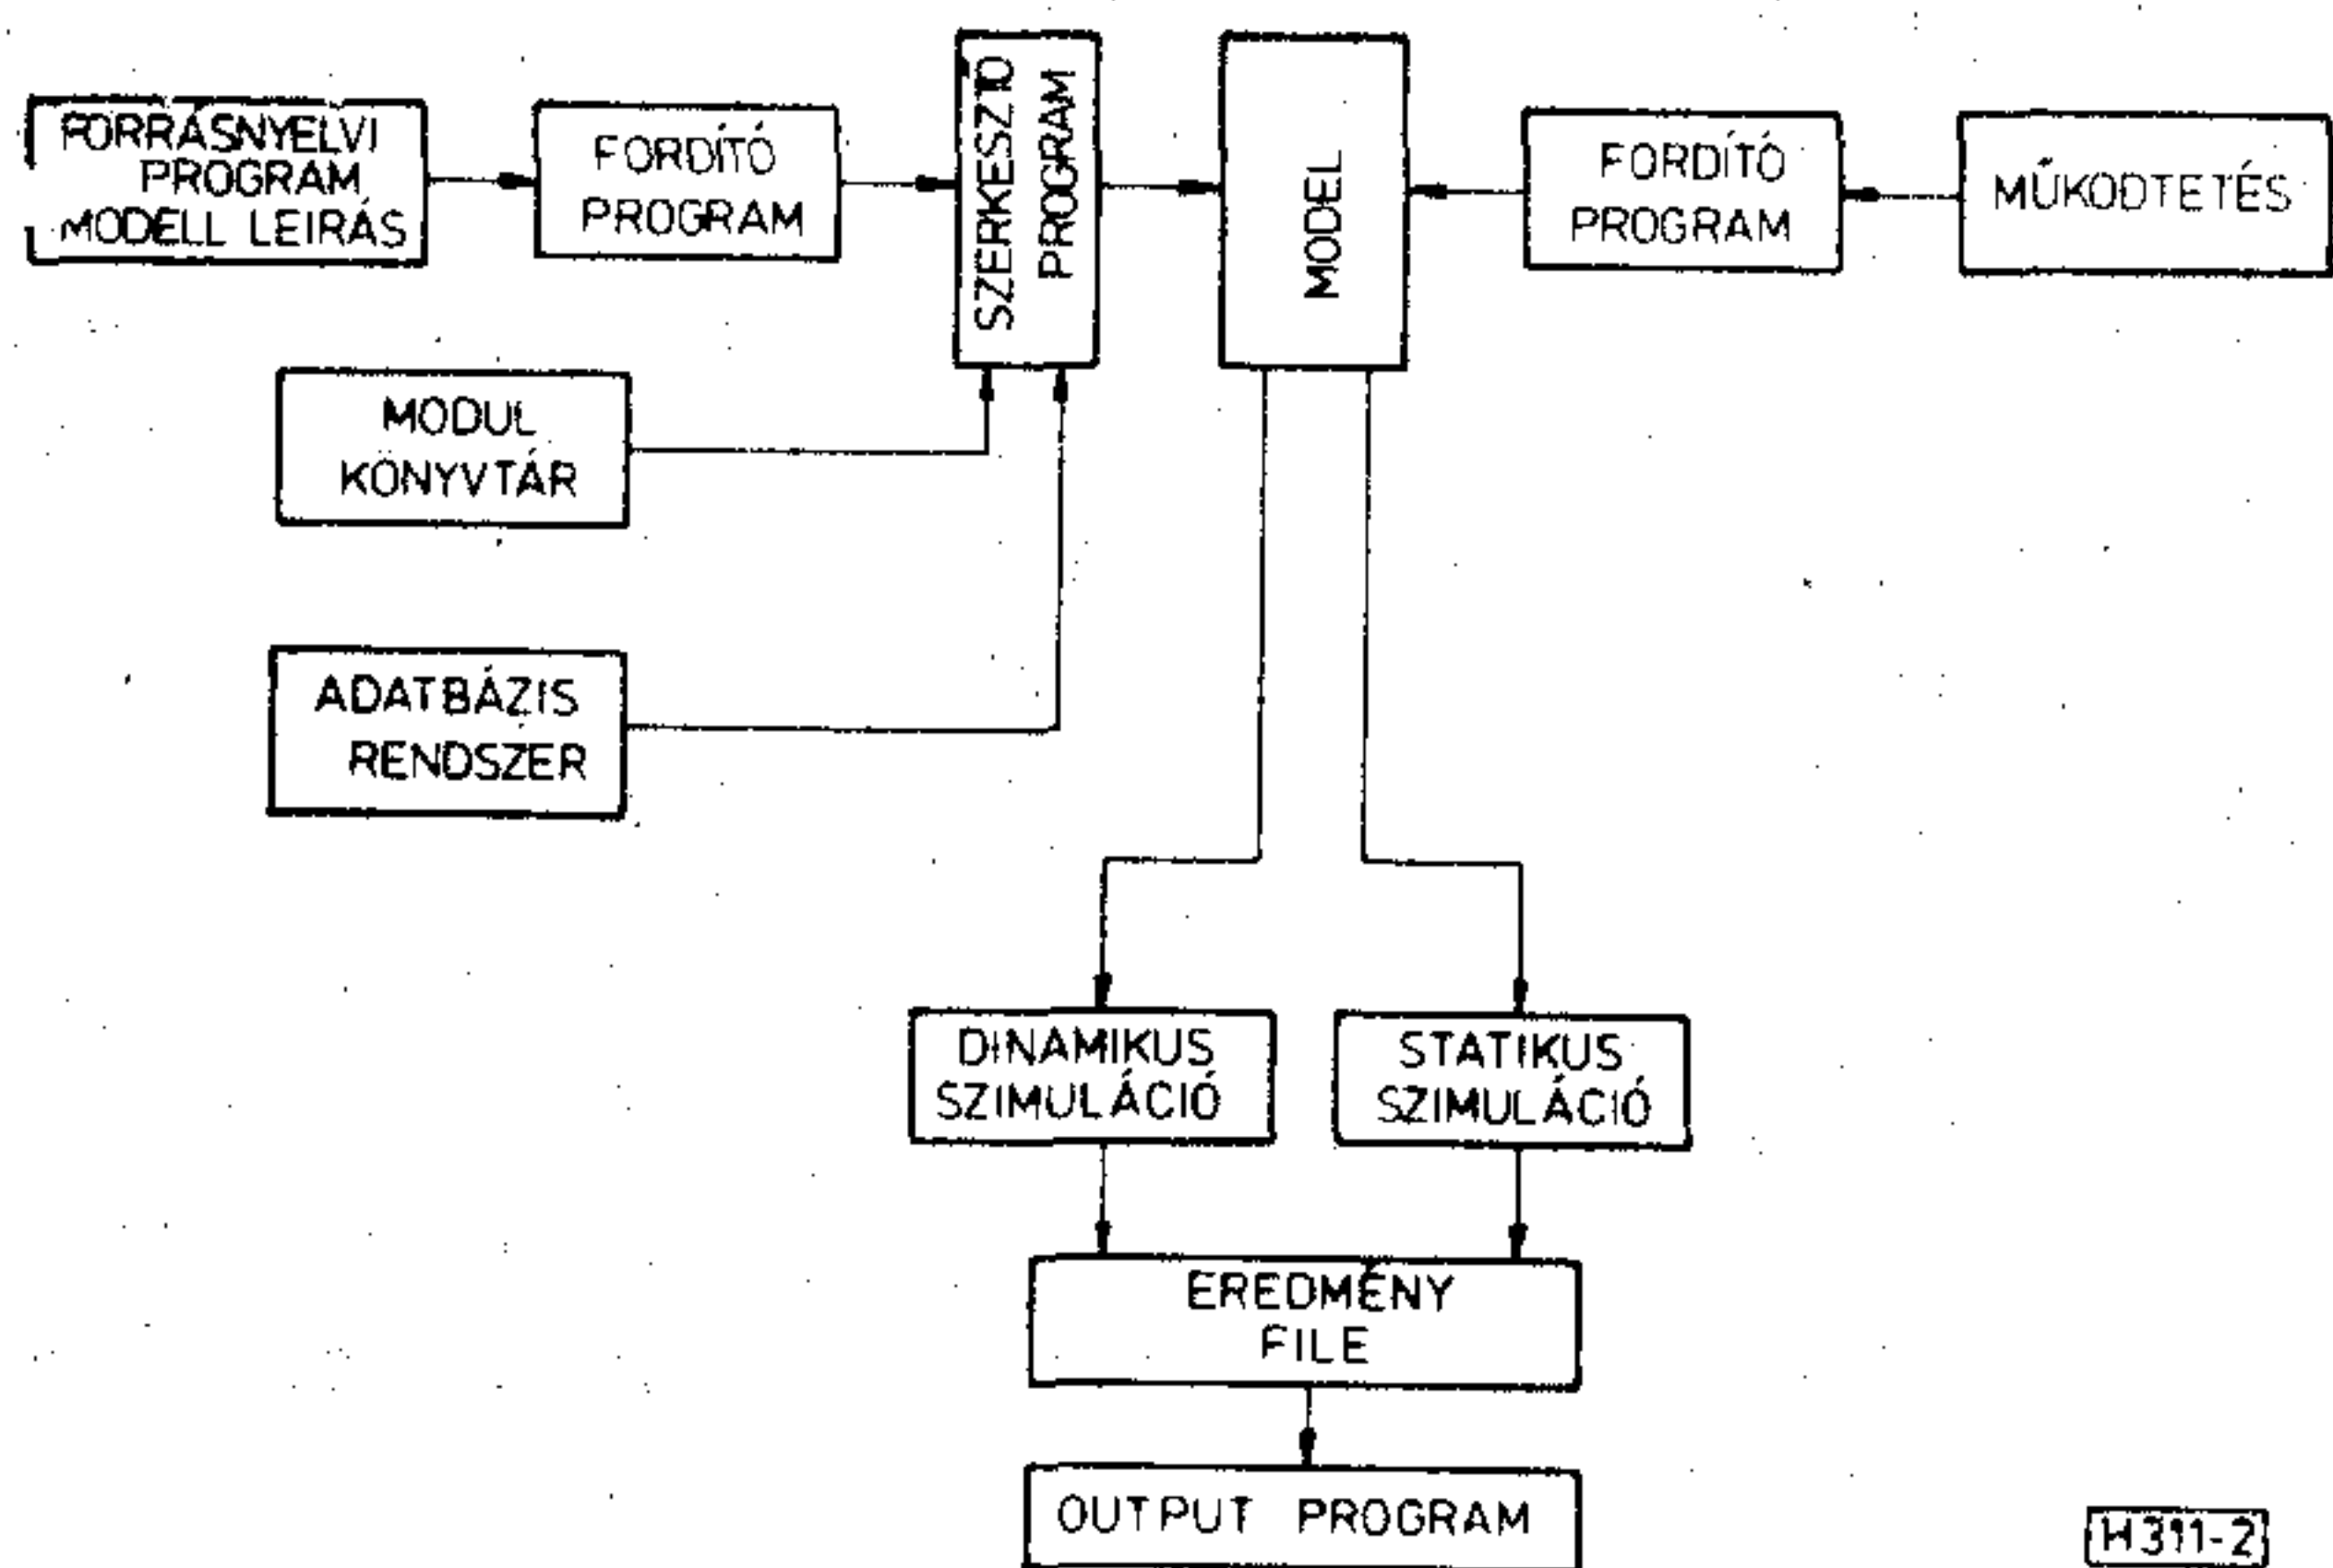 FORRÁSNYELVI
PROGRAM
MODELL LEIRÁS
FORDÍTÓ
PROGRAM
SZERKESZTŐ
PROGRAM
MODEL
FORDÍTÓ
PROGRAM
MŰKODTETÉS
MODUL
KÖNYVTÁR
ADATBÁZIS
RENDSZER
DINAMIKUS
SZIMULÁCIÓ
STATIKUS
SZIMULÁCIÓ
EREDMÉNY
FILE
OUTPUT PROGRAM
H311-2